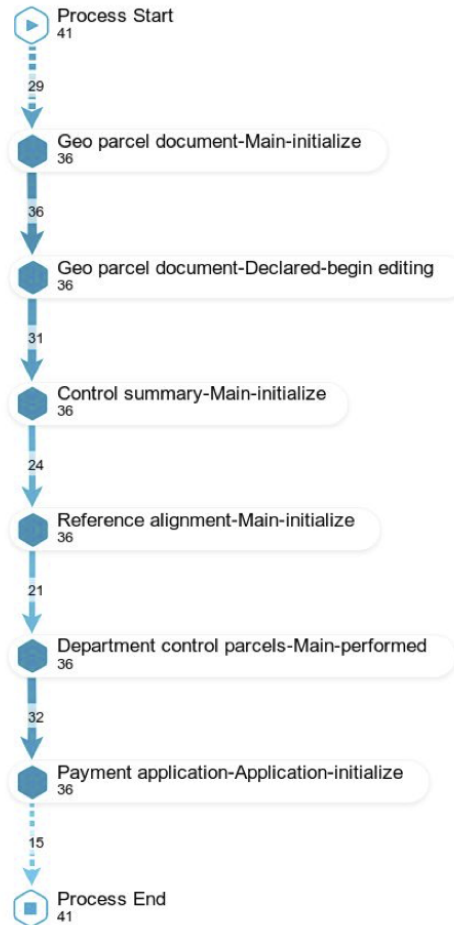 Process Start
41
29
Geo parcel document-Main-initialize
36
36
Geo parcel document-Declared-begin editing
36
31
Control summary-Main-initialize
36
24
Reference alignment-Main-initialize
36
21
Department control parcels-Main-performed
36
32
Payment application-Application-initialize
36
15
Process End
41